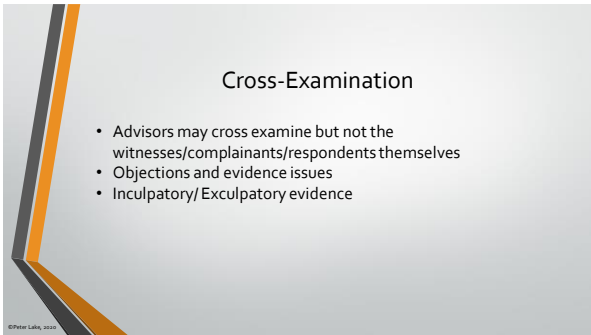 Cross-Examination
• Advisors may cross examine but not the
witnesses/complainants/respondents themselves
• Objections and evidence issues
• Inculpatory/ Exculpatory evidence
©Peter Lake, 2020